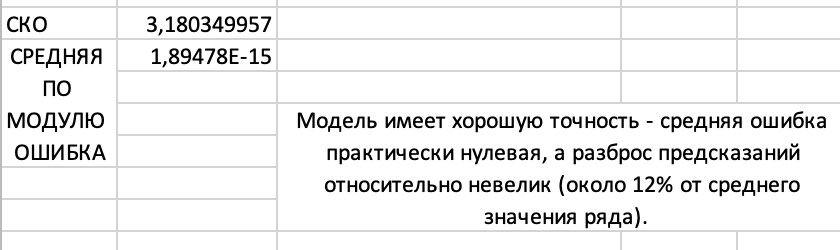 СКО 3,180349957
СРЕДНЯЯ 1,89478E-15
ПО
МОДУЛЮ
ОШИБКА
Модель имеет хорошую точность - средняя ошибка
практически нулевая, а разброс предсказаний
относительно невелик (около 12% от среднего
значения ряда).